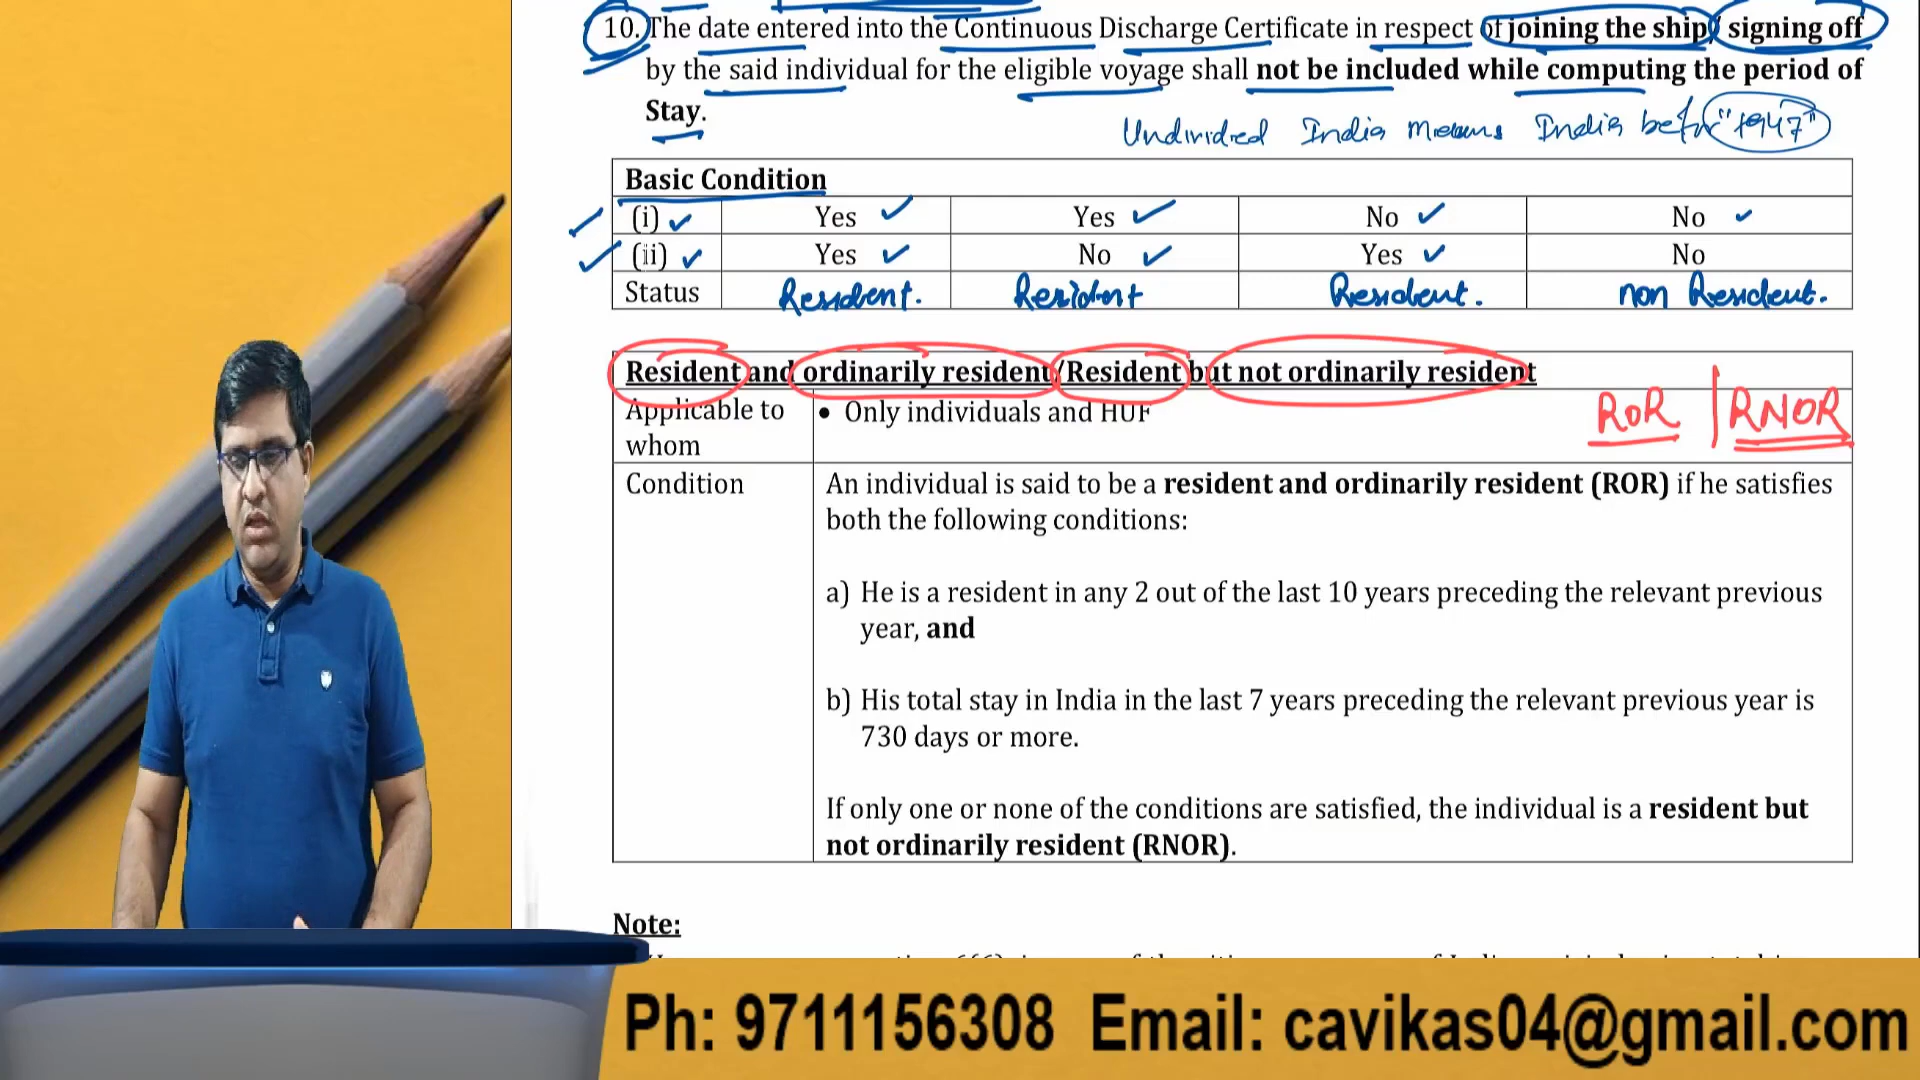 10. The date entered into the Continuous Discharge Certificate in respect of joining the ship/ signing off
by the said individual for the eligible voyage shall not be included while computing the period of
Stay.
Undivided India means India before "1947"
Basic Condition
(i) Yes Yes No No
(ii) Yes No Yes No
Status Resident. Resident Resident. non Resident.
Resident and ordinarily resident/Resident but not ordinarily resident
Applicable to whom
• Only individuals and HUF
ROR | RNOR
Condition
An individual is said to be a resident and ordinarily resident (ROR) if he satisfies
both the following conditions:
a) He is a resident in any 2 out of the last 10 years preceding the relevant previous
year, and
b) His total stay in India in the last 7 years preceding the relevant previous year is
730 days or more.
If only one or none of the conditions are satisfied, the individual is a resident but
not ordinarily resident (RNOR).
Note:
Ph: 9711156308 Email: cavikas04@gmail.com